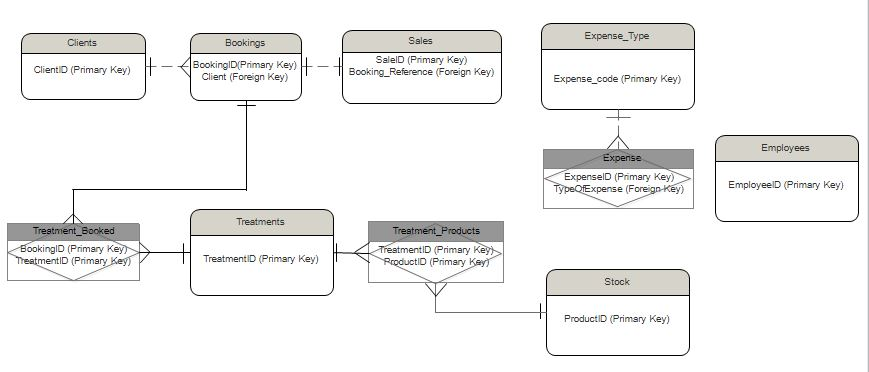 Clients
ClientID (Primary Key)
Bookings
BookingID(Primary Key)
Client (Foreign Key)
Sales
SaleID (Primary Key)
Booking_Reference (Foreign Key)
Expense_Type
Expense_code (Primary Key)
Expense
ExpenseID (Primary Key)
TypeOfExpense (Foreign Key)
Employees
EmployeeID (Primary Key)
Treatment_Booked
BookingID (Primary Key)
TreatmentID (Primary Key)
Treatments
TreatmentID (Primary Key)
Treatment_Products
TreatmentID (Primary Key)
ProductID (Primary Key)
Stock
ProductID (Primary Key)